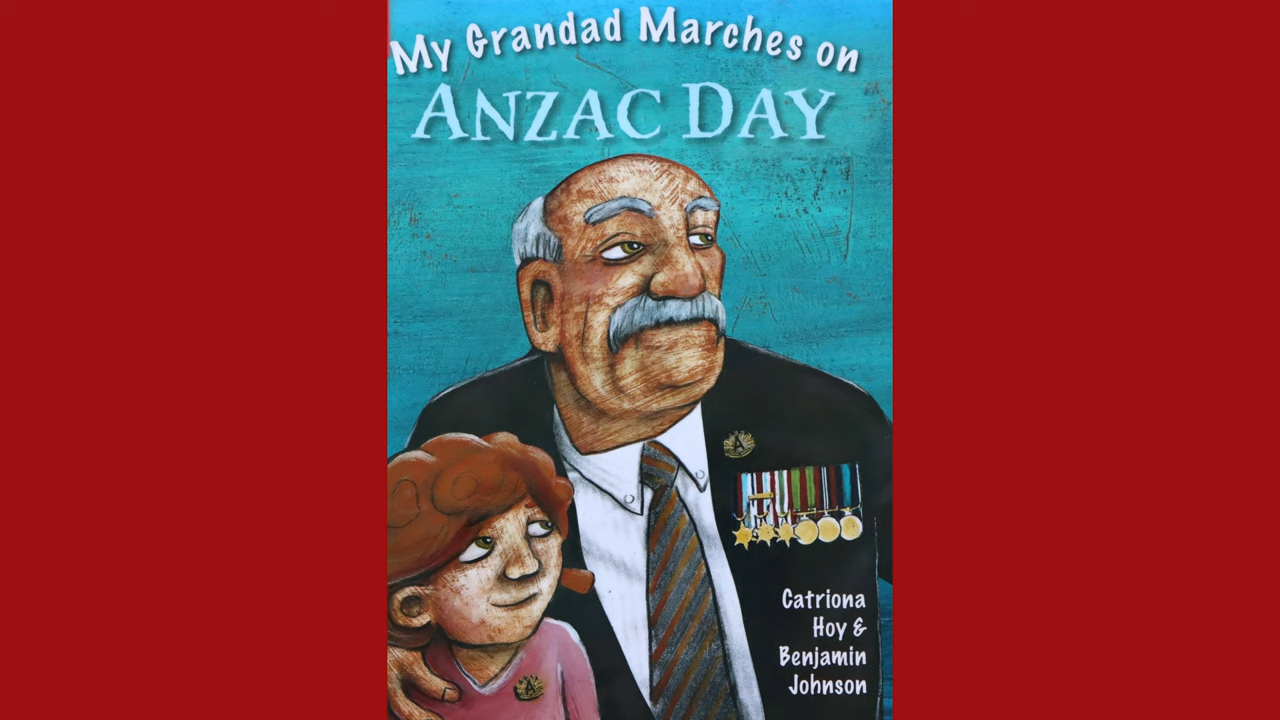 My Grandad Marches on
ANZAC DAY
A
A
Catriona
Hoy &
Benjamin
Johnson